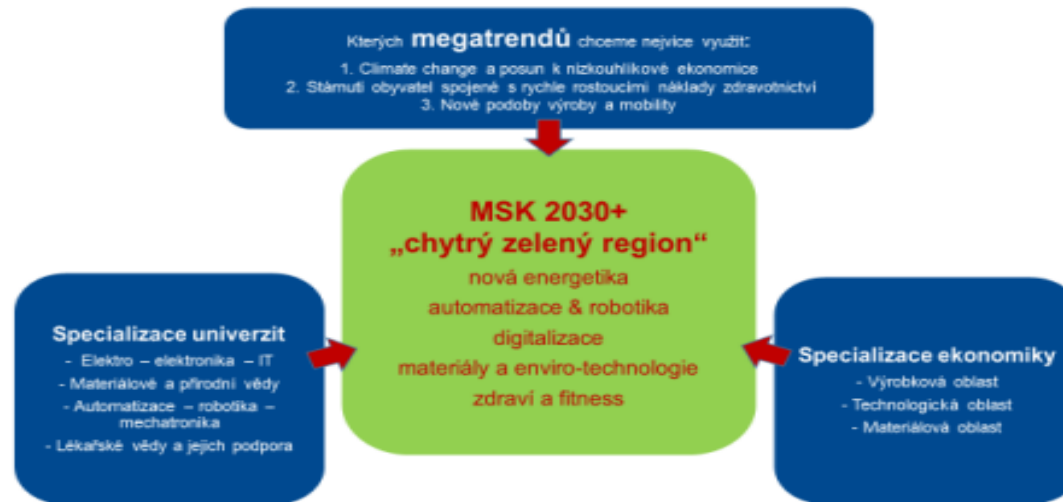 Kterých megatrendů chceme nejvíce využít:
1. Climate change a posun k nízkouhlíkové ekonomice
2. Stárnutí obyvatel spojené s rychle rostoucími náklady zdravotnictví
3. Nové podoby výroby a mobility
MSK 2030+
„chytrý zelený region“
nová energetika
automatizace & robotika
digitalizace
materiály a enviro-technologie
zdraví a fitness
Specializace univerzit
- Elektro – elektronika – IT
- Materiálové a přírodní vědy
- Automatizace – robotika –
mechatronika
- Lékařské vědy a jejich podpora
Specializace ekonomiky
- Výrobková oblast
- Technologická oblast
- Materiálová oblast